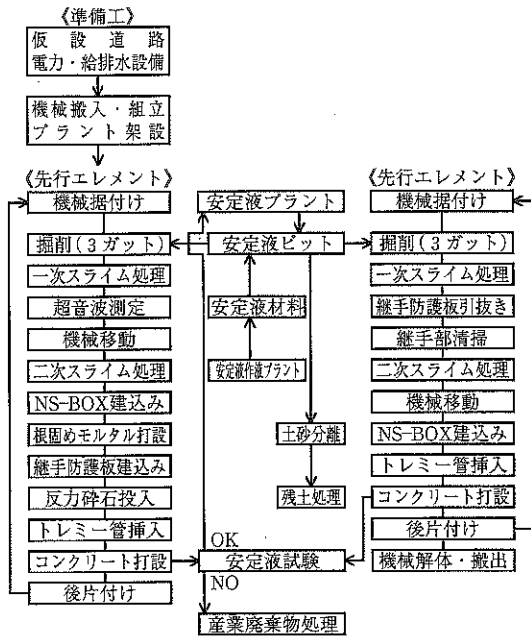 《準備工》
仮設道路
電力・給排水設備
機械搬入・組立
プラント架設
《先行エレメント》
機械据付け
掘削(3ガット)
一次スライム処理
超音波測定
機械移動
二次スライム処理
NS-BOX建込み
根固めモルタル打設
継手防護板建込み
反力砕石投入
トレミー管挿入
コンクリート打設
後片付け
安定液プラント
安定液ピット
安定液材料
安定液作液プラント
土砂分離
残土処理
OK
安定液試験
NO
産業廃棄物処理
《先行エレメント》
機械据付け
掘削(3ガット)
一次スライム処理
継手防護板引抜き
継手部清掃
二次スライム処理
機械移動
NS-BOX建込み
トレミー管挿入
コンクリート打設
後片付け
機械解体・搬出